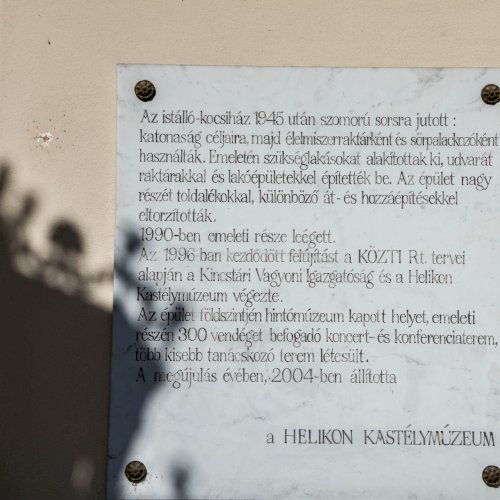 Az istálló-kocsiház 1945 után szomorú sorsra jutott :
katonaság céljaira, majd élelmiszerraktárként és sörpalackozóként
használták. Emeletén szükséglakásokat alakítottak ki, udvarát
raktárakkal és lakóépületekkel építették be. Az épület nagy
részét toldalékokkal, különböző át- és hozzáépítésekkel
eltorzították.
1990-ben emeleti része leégett.
Az 1996-ban kezdődött felújítást a KÖZTI Rt. tervei
alapján a Kincstári Vagyoni Igazgatóság és a Helikon
Kastélymúzeum végezte.
Az épület földszintjén hintómúzeum kapott helyet, emeleti
részén 300 vendéget befogadó koncert- és konferenciaterem,
több kisebb tanácskozó terem létesült.
A megújulás évében, 2004-ben állította
a HELIKON KASTÉLYMÚZEUM